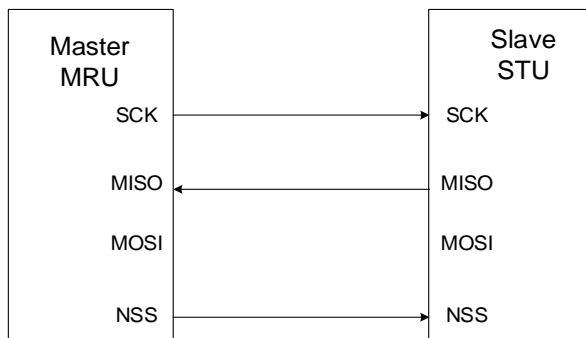 Master
MRU
Slave
STU
SCK
SCK
MISO
MISO
MOSI
MOSI
NSS
NSS